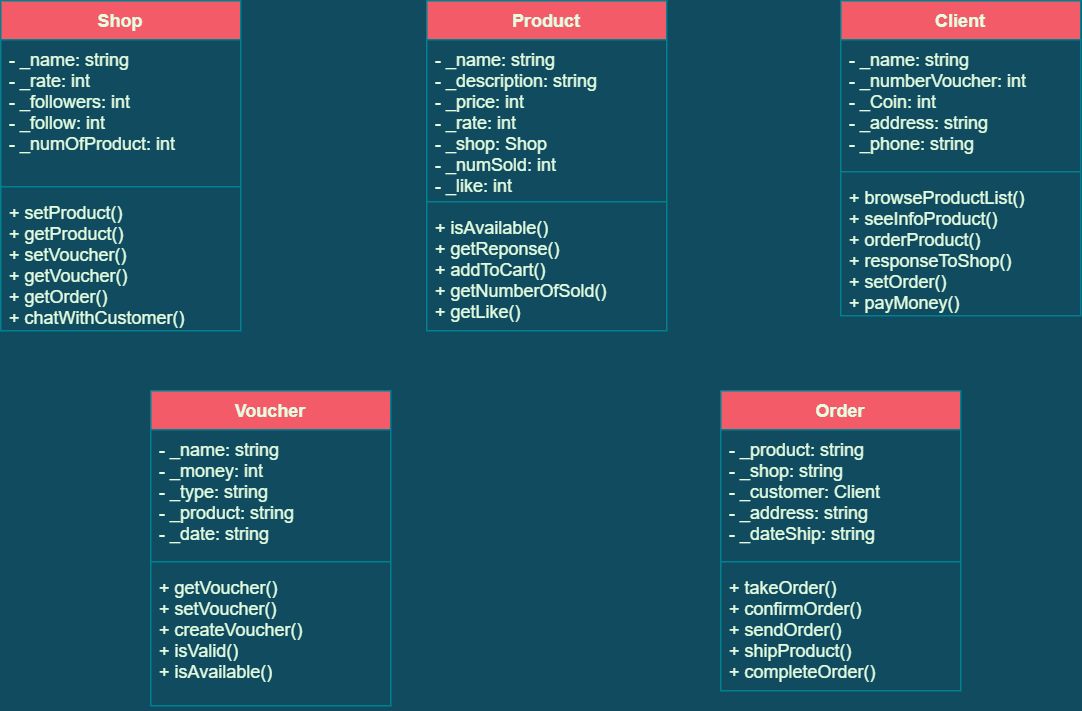 Shop
- _name: string
- _rate: int
- _followers: int
- _follow: int
- _numOfProduct: int
+ setProduct()
+ getProduct()
+ setVoucher()
+ getVoucher()
+ getOrder()
+ chatWithCustomer()
Product
- _name: string
- _description: string
- _price: int
- _rate: int
- _shop: Shop
- _numSold: int
- _like: int
+ isAvailable()
+ getReponse()
+ addToCart()
+ getNumberOfSold()
+ getLike()
Client
- _name: string
- _numberVoucher: int
- _Coin: int
- _address: string
- _phone: string
+ browseProductList()
+ seeInfoProduct()
+ orderProduct()
+ responseToShop()
+ setOrder()
+ payMoney()
Voucher
- _name: string
- _money: int
- _type: string
- _product: string
- _date: string
+ getVoucher()
+ setVoucher()
+ createVoucher()
+ isValid()
+ isAvailable()
Order
- _product: string
- _shop: string
- _customer: Client
- _address: string
- _dateShip: string
+ takeOrder()
+ confirmOrder()
+ sendOrder()
+ shipProduct()
+ completeOrder()